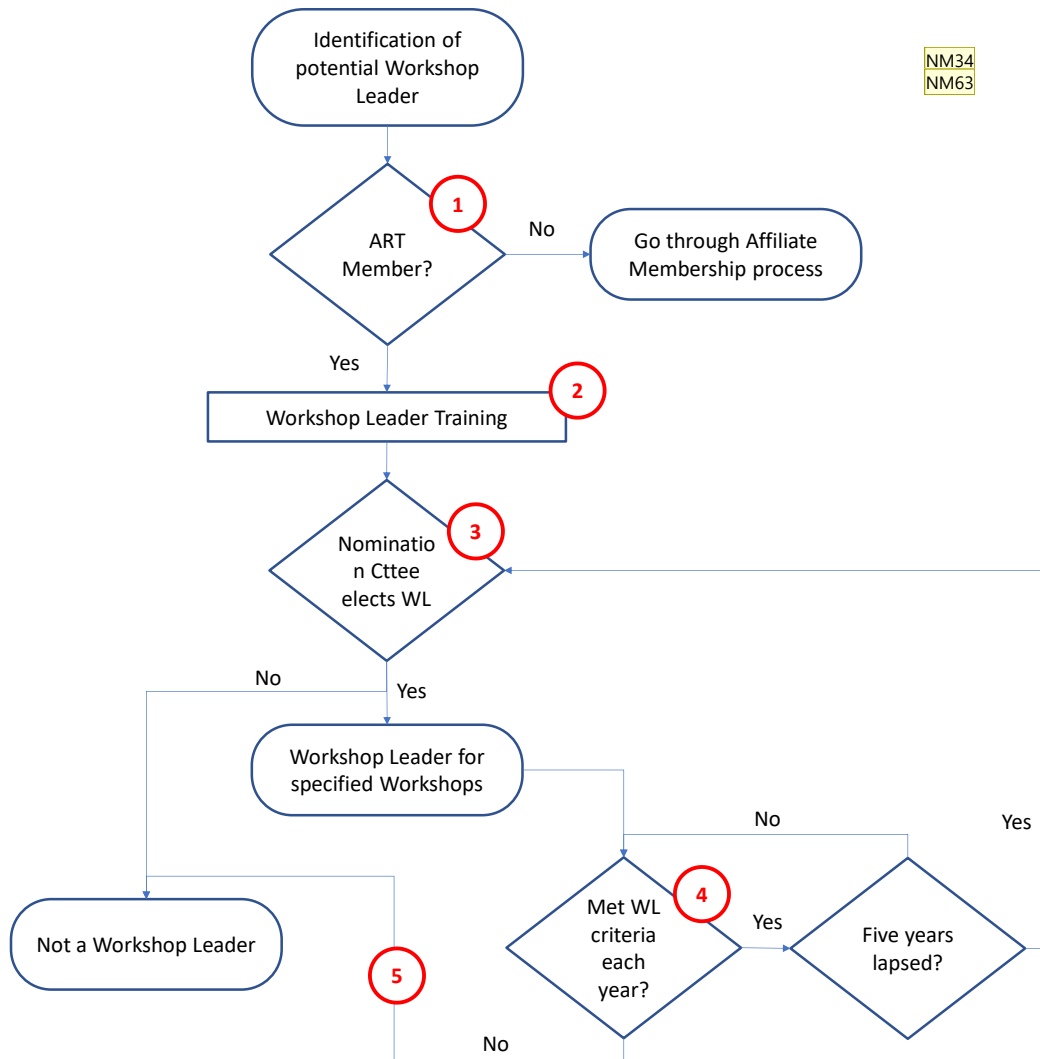 Identification of
potential Workshop
Leader
NM34
NM63
1
ART
Member?
No
Go through Affiliate
Membership process
Yes
2
Workshop Leader Training
3
Nominatio
n Cttee
elects WL
No
Yes
Workshop Leader for
specified Workshops
No
Yes
4
Met WL
criteria
each
year?
Yes
Five years
lapsed?
Not a Workshop Leader
5
No